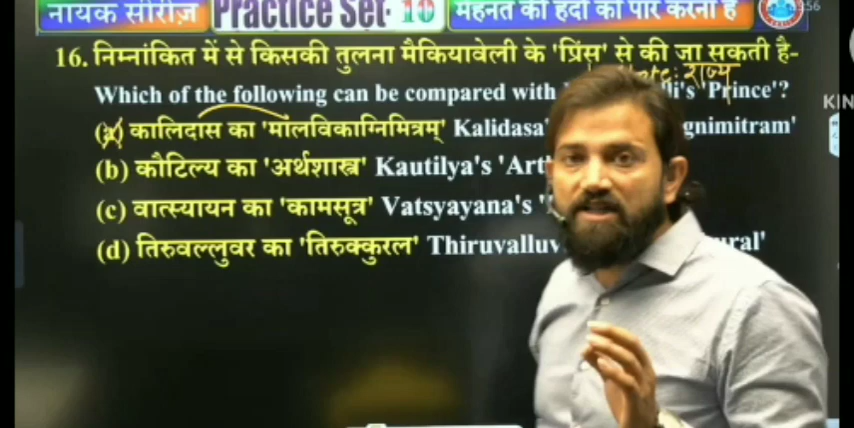 नायक सीरीज़ Practice Set- 10 मेहनत की हदों को पार करना है
16. निम्नांकित में से किसकी तुलना मैकियावेली के 'प्रिंस' से की जा सकती है-
राज्य
Which of the following can be compared with 'Prince'?
(a) कालिदास का 'मालविकाग्निमित्रम्' Kalidasa' gnimitram'
(b) कौटिल्य का 'अर्थशास्त्र' Kautilya's 'Art
(c) वात्स्यायन का 'कामसूत्र' Vatsyayana's '
(d) तिरुवल्लुवर का 'तिरुक्कुरल' Thiruvalluv ural'
KIN